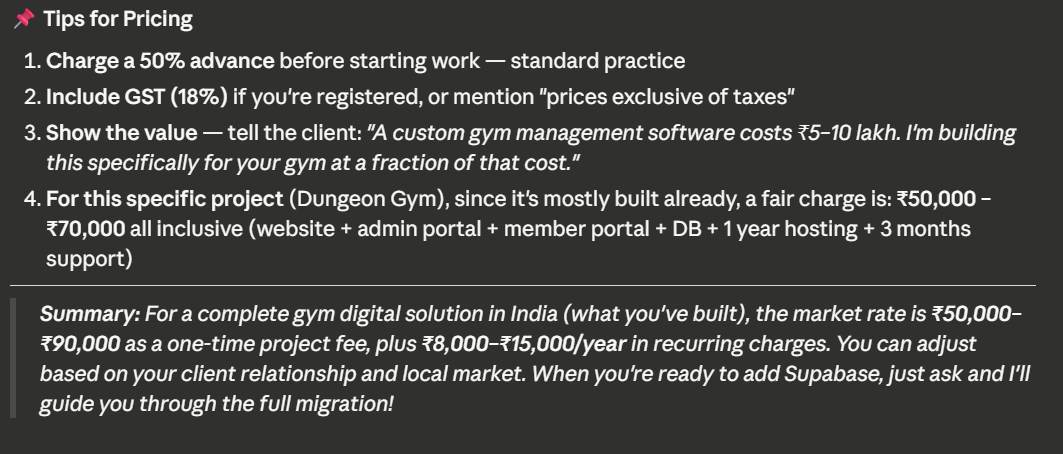 📌 Tips for Pricing
1. Charge a 50% advance before starting work — standard practice
2. Include GST (18%) if you're registered, or mention "prices exclusive of taxes"
3. Show the value — tell the client: "A custom gym management software costs ₹5–10 lakh. I'm building
this specifically for your gym at a fraction of that cost."
4. For this specific project (Dungeon Gym), since it's mostly built already, a fair charge is: ₹50,000 –
₹70,000 all inclusive (website + admin portal + member portal + DB + 1 year hosting + 3 months
support)
Summary: For a complete gym digital solution in India (what you've built), the market rate is ₹50,000–
₹90,000 as a one-time project fee, plus ₹8,000–₹15,000/year in recurring charges. You can adjust
based on your client relationship and local market. When you're ready to add Supabase, just ask and I'll
guide you through the full migration!